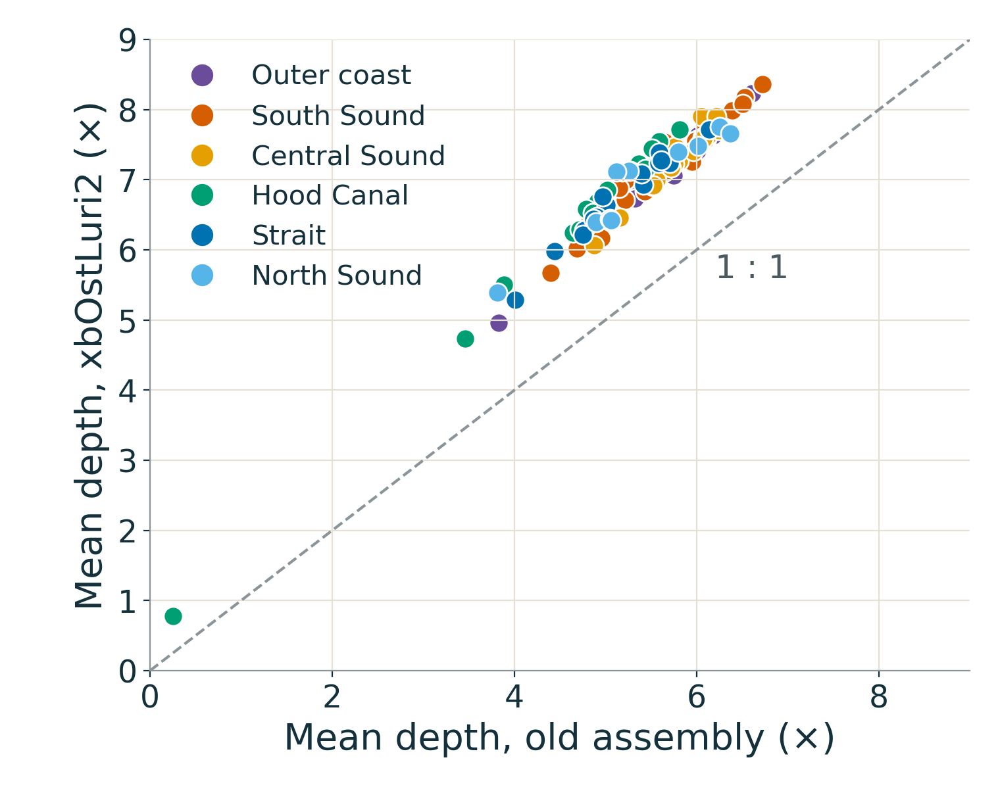 9
8
7
6
5
4
3
2
1
0
Mean depth, xbOstLuri2 (×)
Outer coast
South Sound
Central Sound
Hood Canal
Strait
North Sound
1 : 1
0 2 4 6 8
Mean depth, old assembly (×)